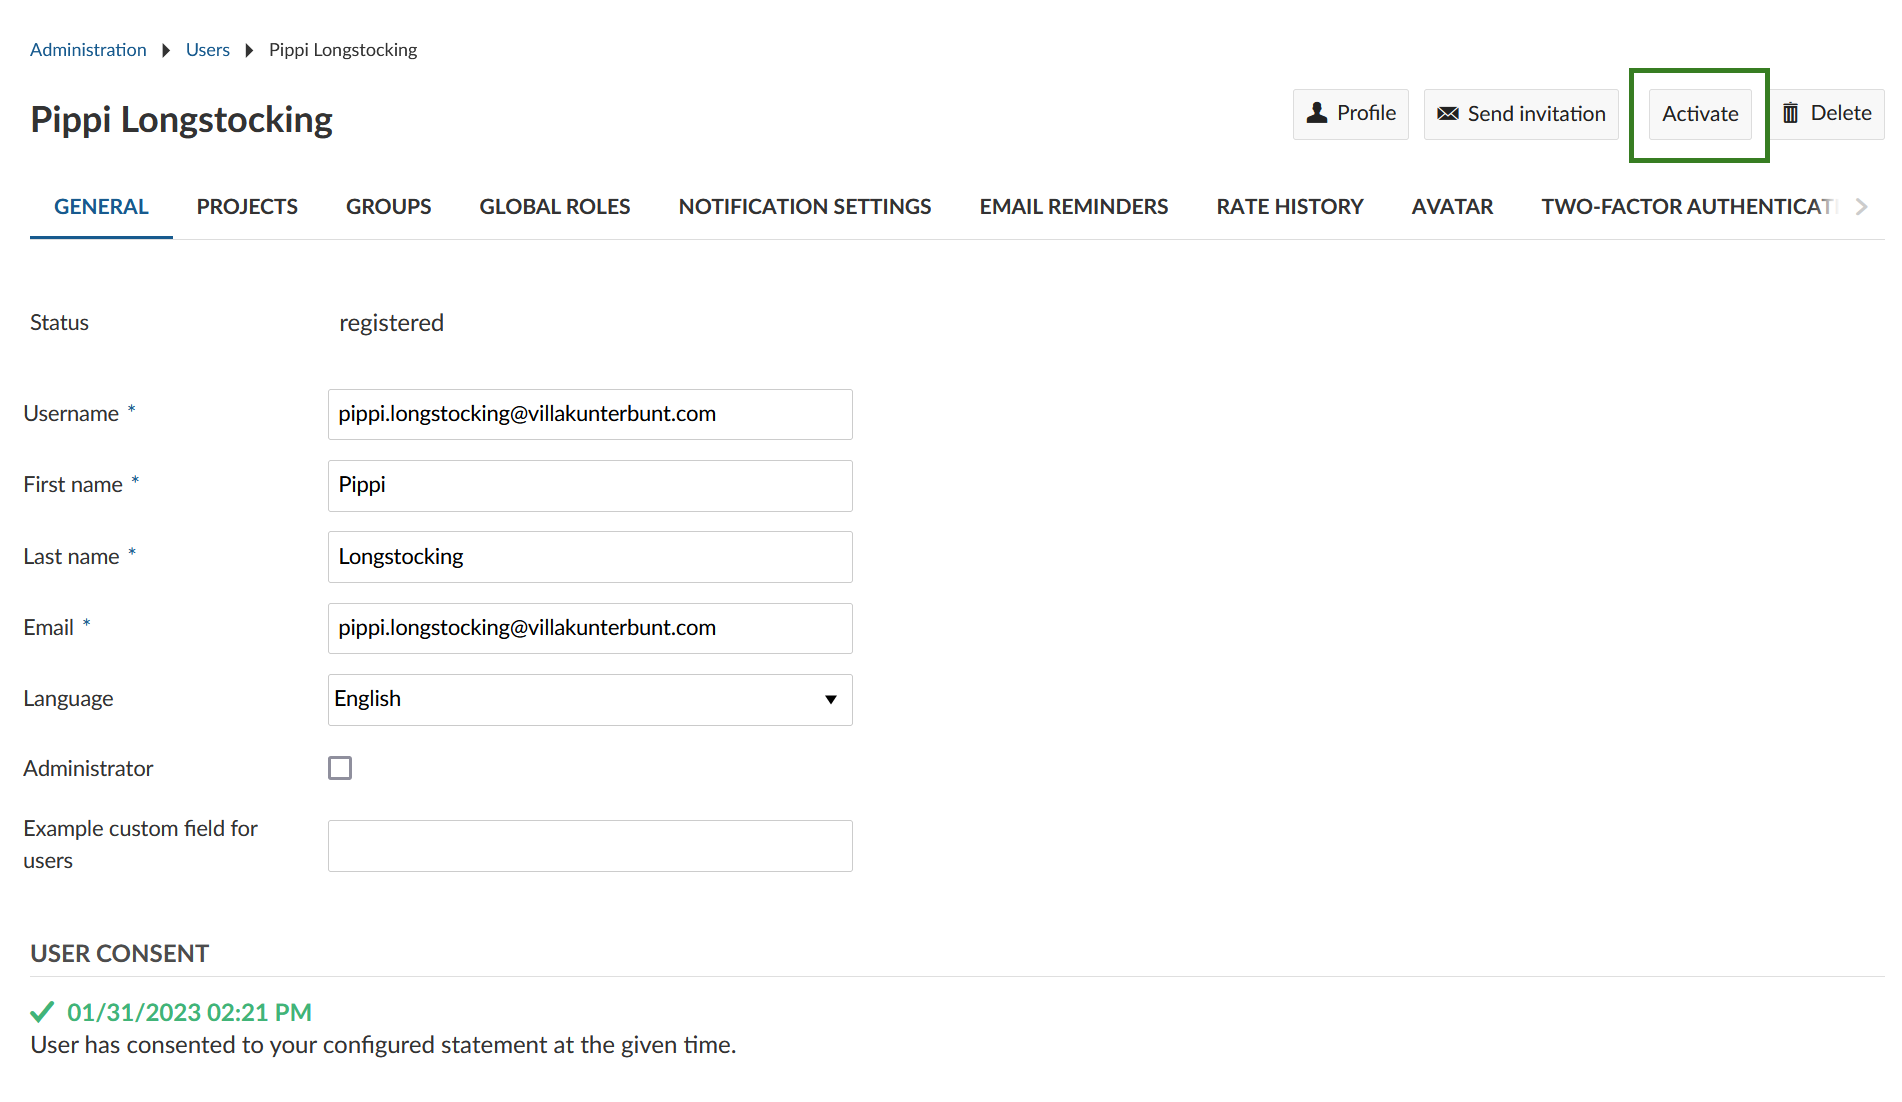 Administration Users Pippi Longstocking
Pippi Longstocking
Profile Send invitation Activate Delete
GENERAL PROJECTS GROUPS GLOBAL ROLES NOTIFICATION SETTINGS EMAIL REMINDERS RATE HISTORY AVATAR TWO-FACTOR AUTHENTICATI
Status registered
Username * pippi.longstocking@villakunterbunt.com
First name * Pippi
Last name * Longstocking
Email * pippi.longstocking@villakunterbunt.com
Language English
Administrator
Example custom field for
users
USER CONSENT
01/31/2023 02:21 PM
User has consented to your configured statement at the given time.